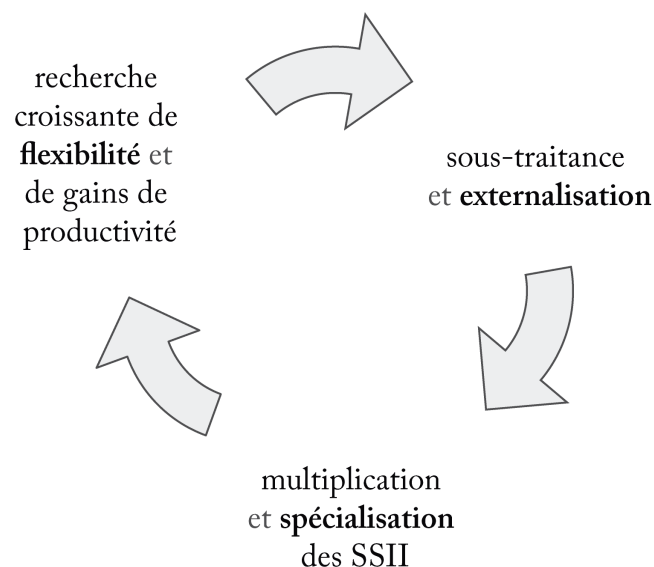 recherche
croissante de
flexibilité et
de gains de
productivité
sous-traitance
et externalisation
multiplication
et spécialisation
des SSII